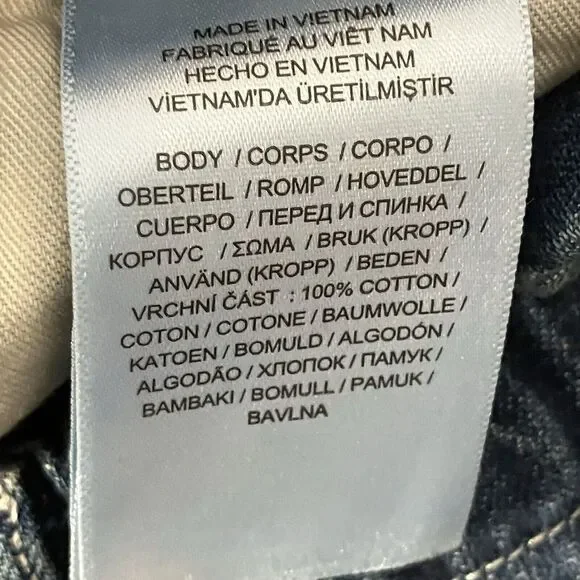 MADE IN VIETNAM
FABRIQUÉ AU VIÊT NAM
HECHO EN VIETNAM
VİETNAM'DA ÜRETİLMİŞTİR
BODY / CORPS / CORPO /
OBERTEIL / ROMP / HOVEDDEL /
CUERPO / ПЕРЕД И СПИНКА /
КОРПУС / ΣΩΜΑ / BRUK (KROPP) /
ANVÄND (KROPP) / BEDEN /
VRCHNÍ ČÁST : 100% COTTON /
COTON / COTONE / BAUMWOLLE /
KATOEN / BOMULD / ALGODÓN /
ALGODÃO / ХЛОПОК / ПАМУК /
BAMBAKI / BOMULL / PAMUK /
BAVLNA